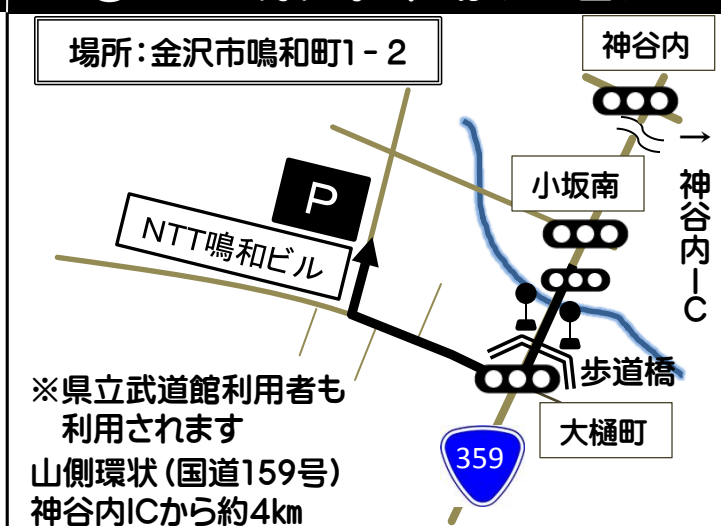 場所：金沢市鳴和町1‐2
神谷内
→
神谷内IC
小坂南
P
NTT鳴和ビル
歩道橋
大樋町
359
※県立武道館利用者も
利用されます
山側環状（国道159号）
神谷内ICから約4km